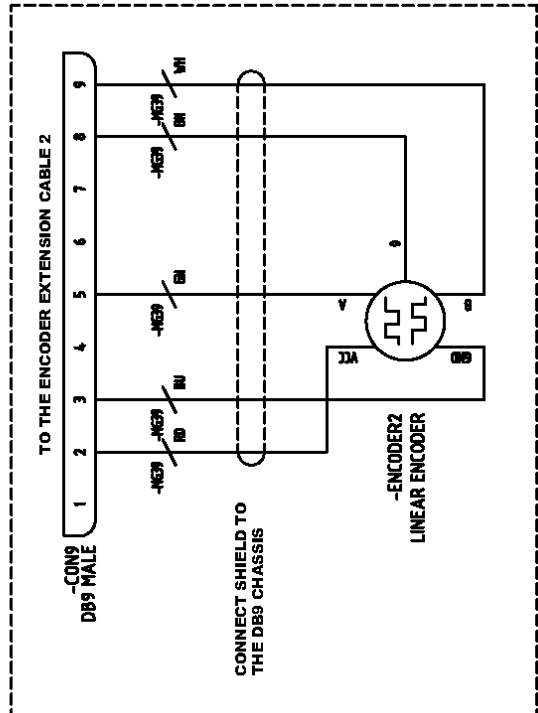 TO THE ENCODER EXTENSION CABLE 2
1
2
3
4
5
6
7
8
9
-CON9
DB9 MALE
-WG39
RD
-WG39
BU
-WG39
GN
-WG39
BN
-WG39
WH
CONNECT SHIELD TO
THE DB9 CHASSIS
VCC
A
0
GND
B
-ENCODER2
LINEAR ENCODER